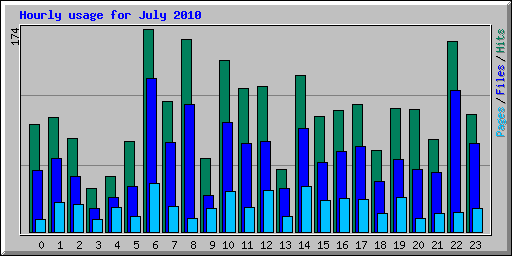 Hourly usage for July 2010
174
Pages/Files/Hits
0 1 2 3 4 5 6 7 8 9 10 11 12 13 14 15 16 17 18 19 20 21 22 23